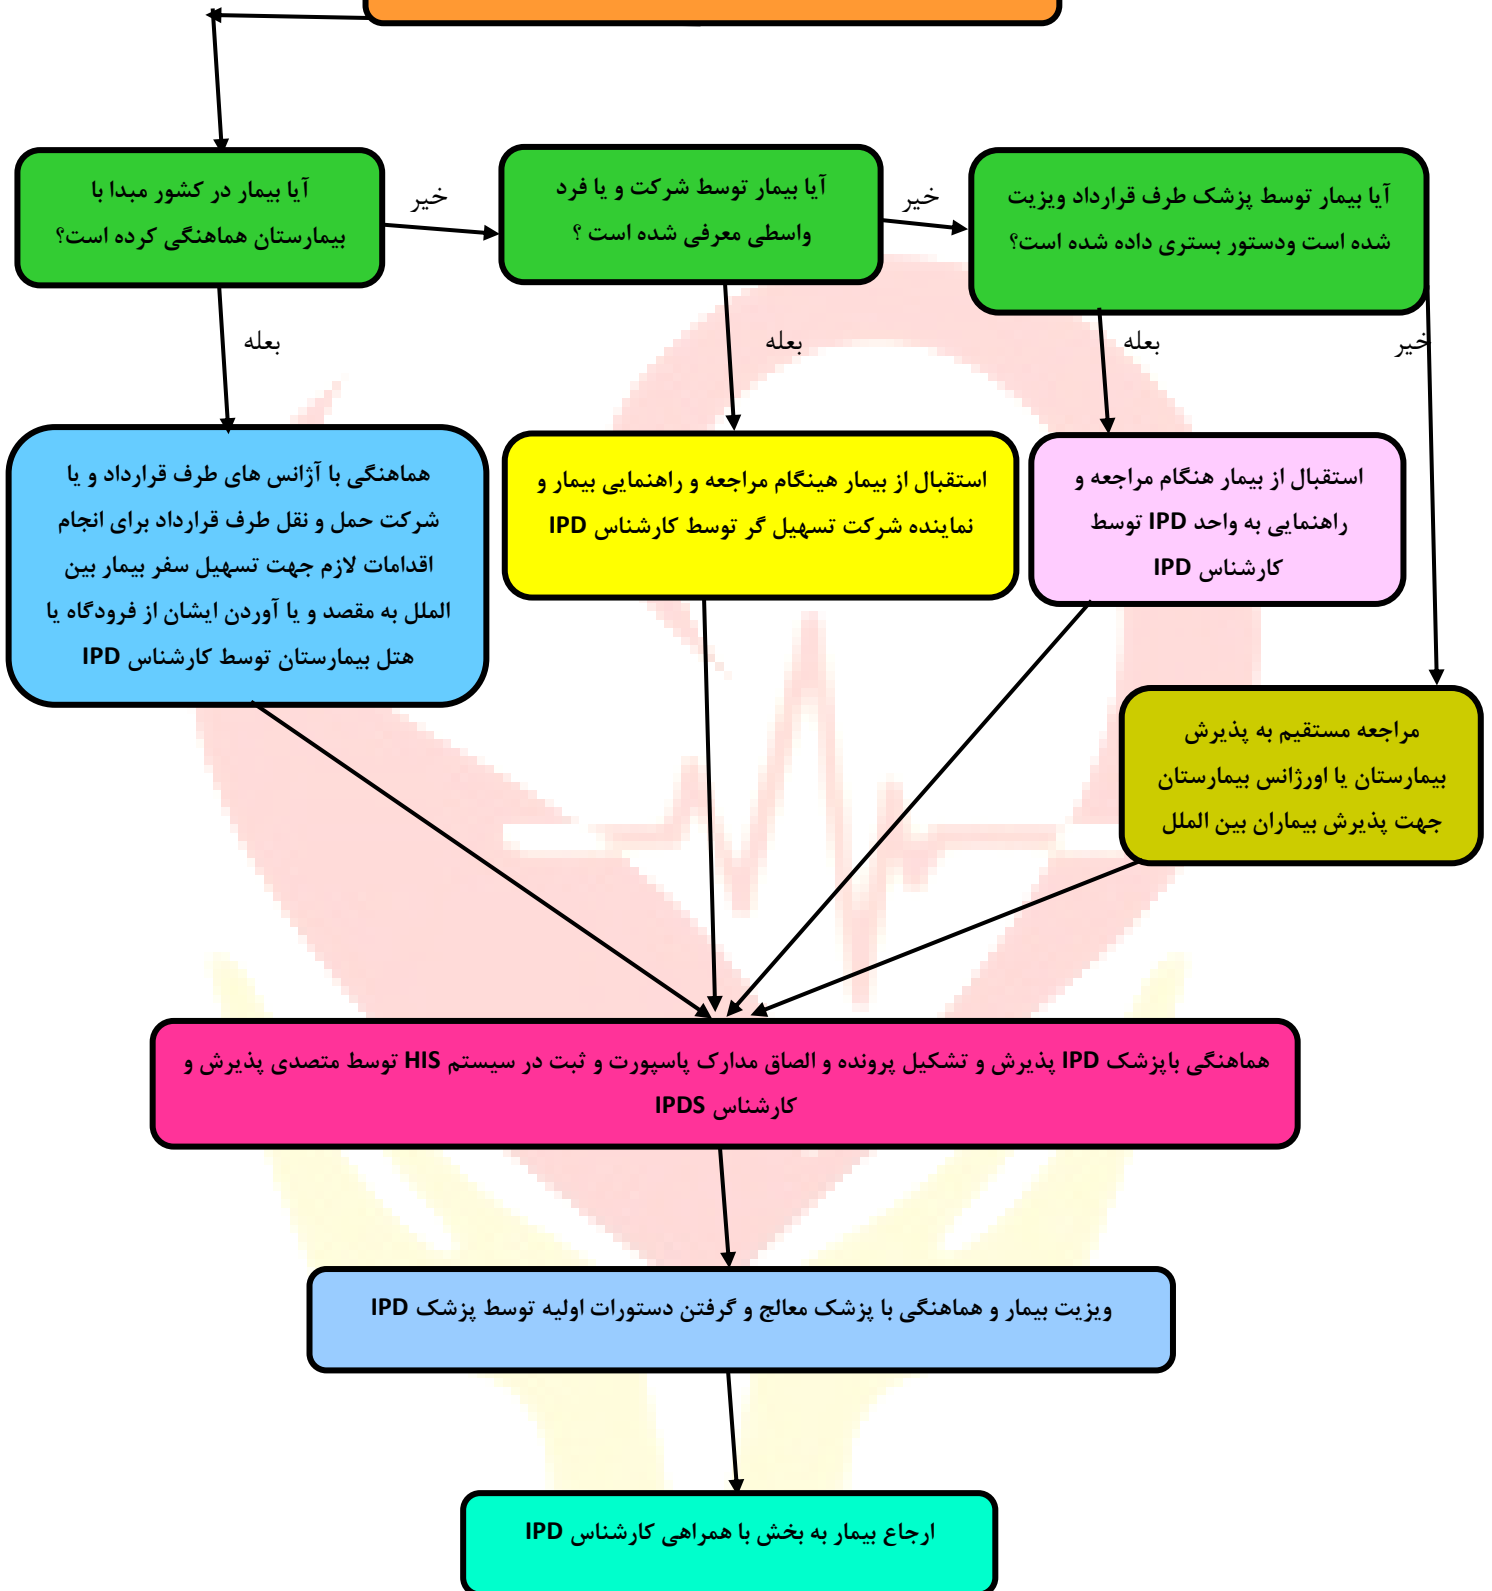 آیا بیمار در کشور مبدا با
بیمارستان هماهنگی کرده است؟
خیر
آیا بیمار توسط شرکت و یا فرد
واسطی معرفی شده است ؟
خیر
آیا بیمار توسط پزشک طرف قرارداد ویزیت
شده است ودستور بستری داده شده است؟
بعله
بعله
بعله
خیر
هماهنگی با آژانس های طرف قرارداد و یا
شرکت حمل و نقل طرف قرارداد برای انجام
اقدامات لازم جهت تسهیل سفر بیمار بین
الملل به مقصد و یا آوردن ایشان از فرودگاه یا
هتل بیمارستان توسط کارشناس IPD
استقبال از بیمار هینگام مراجعه و راهنمایی بیمار و
نماینده شرکت تسهیل گر توسط کارشناس IPD
استقبال از بیمار هنگام مراجعه و
راهنمایی به واحد IPD توسط
کارشناس IPD
مراجعه مستقیم به پذیرش
بیمارستان یا اورژانس بیمارستان
جهت پذیرش بیماران بین الملل
هماهنگی باپزشک IPD پذیرش و تشکیل پرونده و الصاق مدارک پاسپورت و ثبت در سیستم HIS توسط متصدی پذیرش و
کارشناس IPDS
ویزیت بیمار و هماهنگی با پزشک معالج و گرفتن دستورات اولیه توسط پزشک IPD
ارجاع بیمار به بخش با همراهی کارشناس IPD